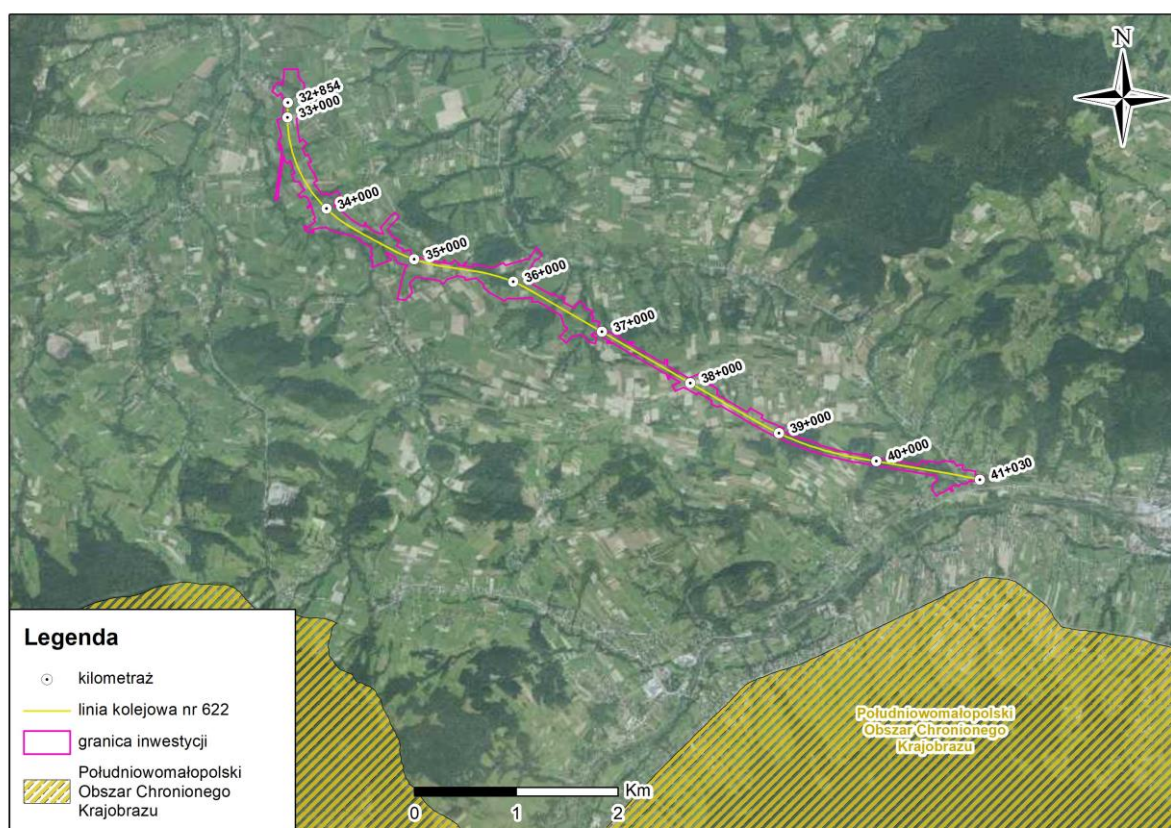 N
32+854
33+000
34+000
35+000
36+000
37+000
38+000
39+000
40+000
41+030
Południowomałopolski
Obszar Chronionego
Krajobrazu
Legenda
kilometraż
linia kolejowa nr 622
granica inwestycji
Południowomałopolski
Obszar Chronionego
Krajobrazu
Km
0 1 2